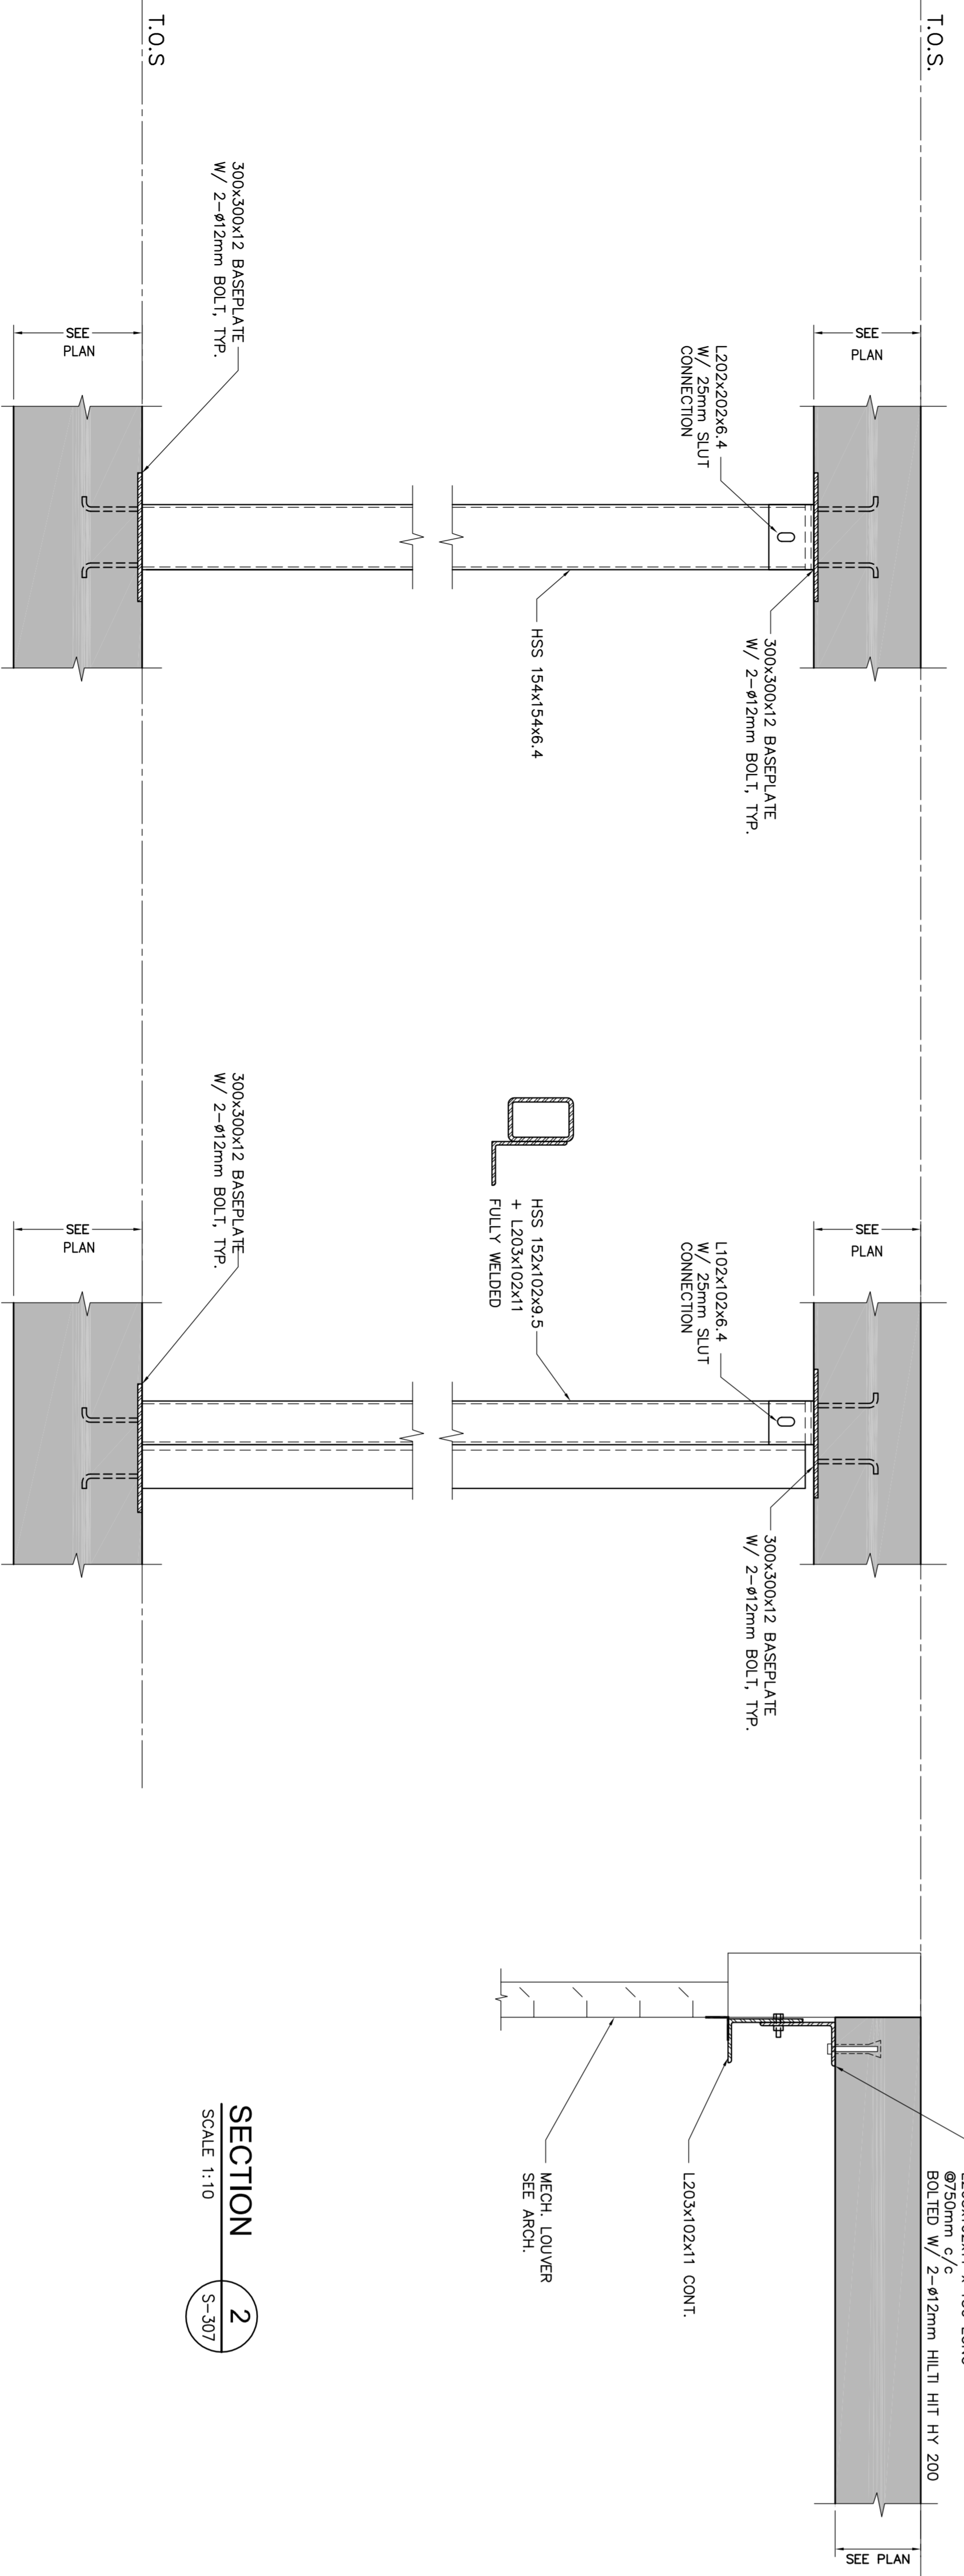 T.O.S.
SEE
PLAN
L202x202x6.4
W/ 25mm SLUT
CONNECTION
300x300x12 BASEPLATE
W/ 2-ø12mm BOLT, TYP.
HSS 154x154x6.4
T.O.S
300x300x12 BASEPLATE
W/ 2-ø12mm BOLT, TYP.
SEE
PLAN
SEE
PLAN
L102x102x6.4
W/ 25mm SLUT
CONNECTION
300x300x12 BASEPLATE
W/ 2-ø12mm BOLT, TYP.
HSS 152x102x9.5
+ L203x102x11
FULLY WELDED
300x300x12 BASEPLATE
W/ 2-ø12mm BOLT, TYP.
SEE
PLAN
LONG
@750mm c/c
BOLTED W/ 2-ø12mm HILTI HIT HY 200
SEE PLAN
L203x102x11 CONT.
MECH. LOUVER
SEE ARCH.
SECTION
SCALE 1:10
2
S-307